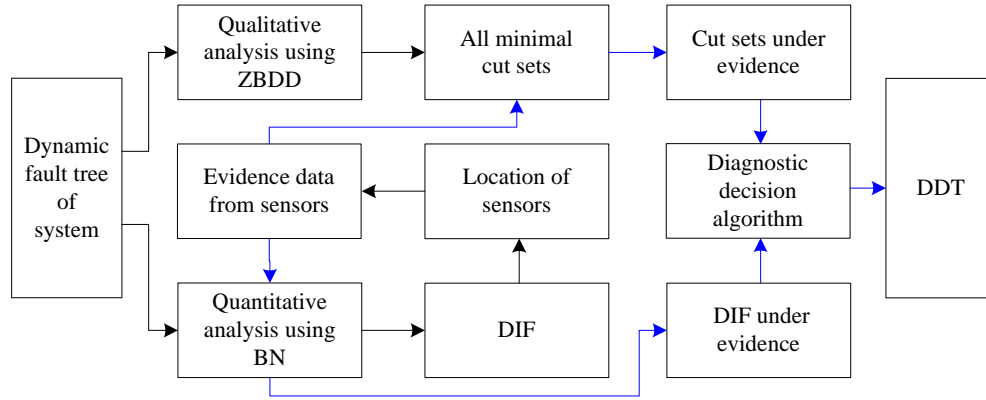 Dynamic
fault tree
of
system
Qualitative
analysis using
ZBDD
All minimal
cut sets
Cut sets under
evidence
Evidence data
from sensors
Location of
sensors
Diagnostic
decision
algorithm
DDT
Quantitative
analysis using
BN
DIF
DIF under
evidence